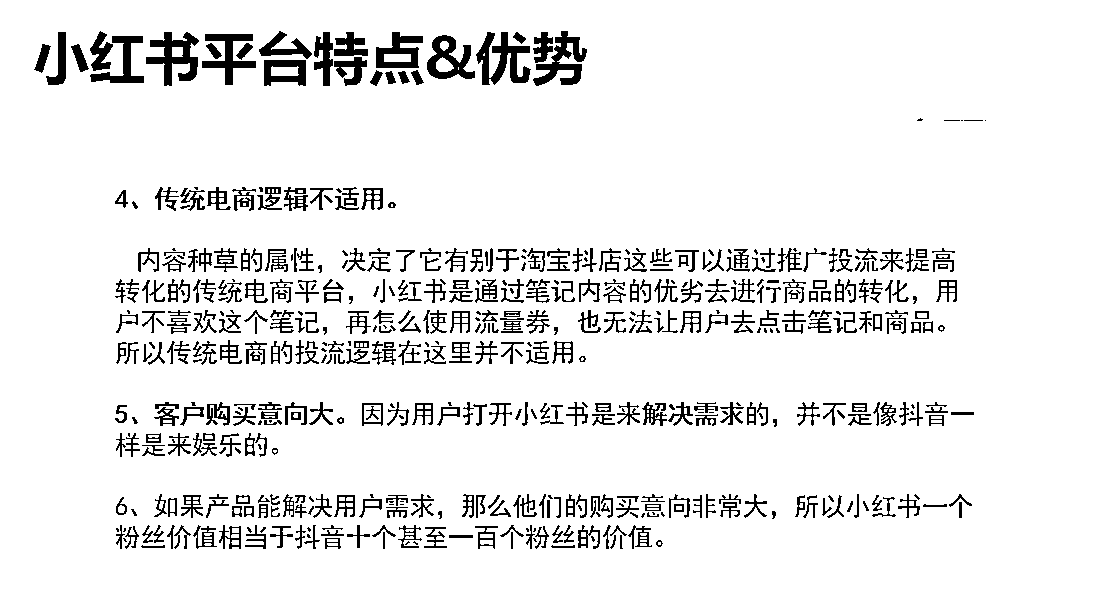 小红书平台特点&优势
4、传统电商逻辑不适用。
内容种草的属性，决定了它有别于淘宝抖店这些可以通过推广投流来提高
转化的传统电商平台，小红书是通过笔记内容的优劣去进行商品的转化，用
户不喜欢这个笔记，再怎么使用流量券，也无法让用户去点击笔记和商品。
所以传统电商的投流逻辑在这里并不适用。
5、客户购买意向大。因为用户打开小红书是来解决需求的，并不是像抖音一
样是来娱乐的。
6、如果产品能解决用户需求，那么他们的购买意向非常大，所以小红书一个
粉丝价值相当于抖音十个甚至一百个粉丝的价值。